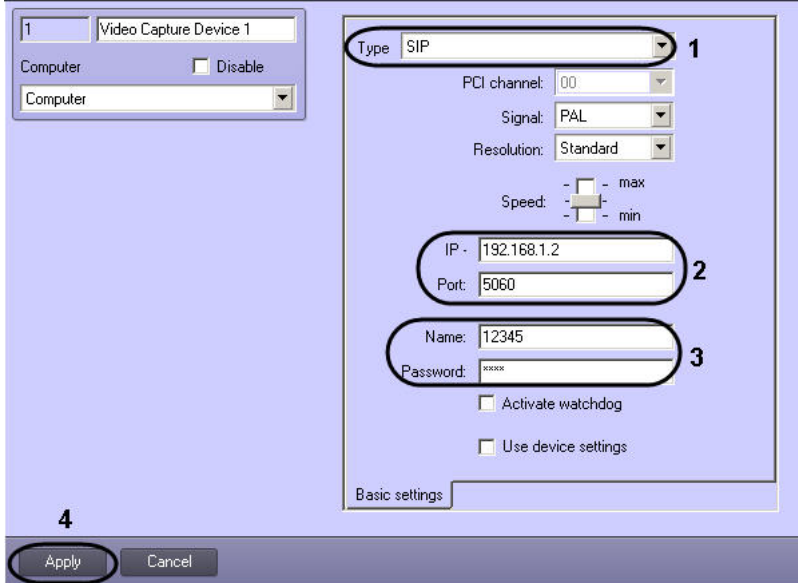 1 Video Capture Device 1
Computer Disable
Computer
Type SIP 1
PCI channel: 00
Signal: PAL
Resolution: Standard
- - max
Speed: - -
- - min
IP - 192.168.1.2
Port: 5060
2
Name: 12345
Password: ××××
3
Activate watchdog
Use device settings
Basic settings
4
Apply Cancel